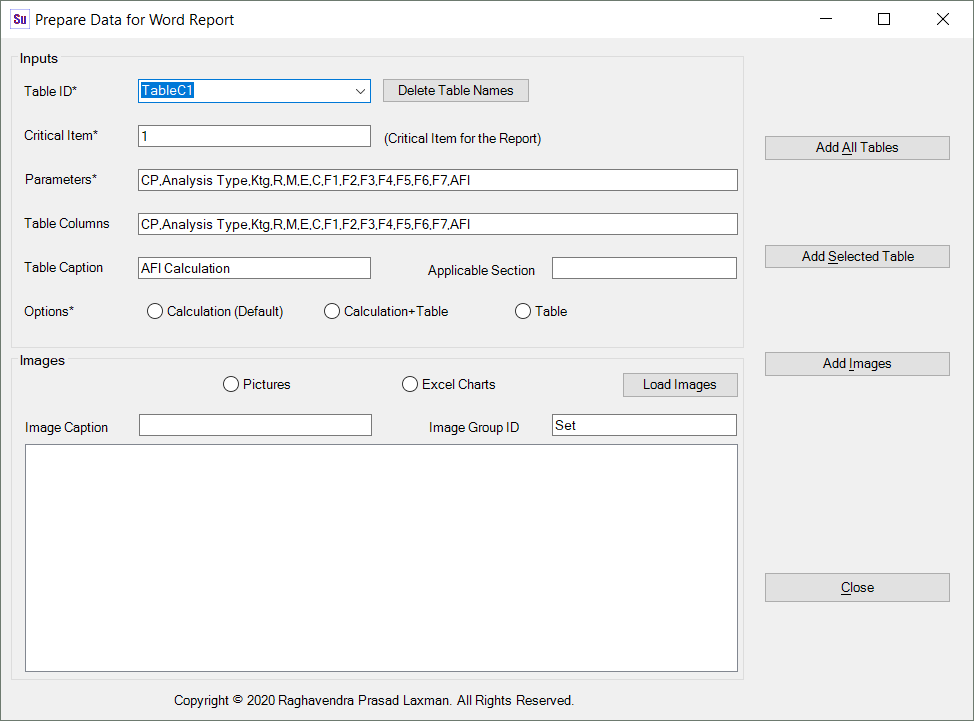 Su Prepare Data for Word Report
Inputs
Table ID* TableC1 Delete Table Names
Critical Item* 1 (Critical Item for the Report)
Add All Tables
Parameters* CP,Analysis Type,Ktg,R,M,E,C,F1,F2,F3,F4,F5,F6,F7,AFI
Table Columns CP,Analysis Type,Ktg,R,M,E,C,F1,F2,F3,F4,F5,F6,F7,AFI
Add Selected Table
Table Caption AFI Calculation Applicable Section
Options* Calculation (Default) Calculation+Table Table
Images
Add Images
Pictures Excel Charts Load Images
Image Caption Image Group ID Set
Close
Copyright © 2020 Raghavendra Prasad Laxman. All Rights Reserved.